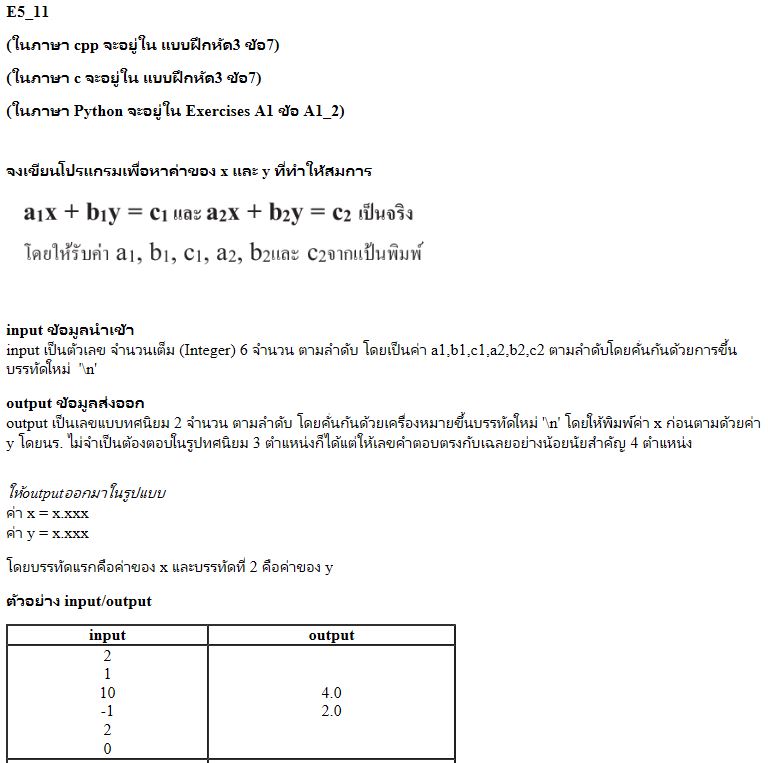 E5_11
(ในภาษา cpp จะอยู่ใน แบบฝึกหัด3 ข้อ7)
(ในภาษา c จะอยู่ใน แบบฝึกหัด3 ข้อ7)
(ในภาษา Python จะอยู่ใน Exercises A1 ข้อ A1_2)
จงเขียนโปรแกรมเพื่อหาค่าของ x และ y ที่ทำให้สมการ
a₁x + b₁y = c₁ และ a₂x + b₂y = c₂ เป็นจริง
โดยให้รับค่า a₁, b₁, c₁, a₂, b₂และ c₂จากแป้นพิมพ์
input ข้อมูลนำเข้า
input เป็นตัวเลข จำนวนเต็ม (Integer) 6 จำนวน ตามลำดับ โดยเป็นค่า a1,b1,c1,a2,b2,c2 ตามลำดับโดยคั่นกันด้วยการขึ้น
บรรทัดใหม่ '\n'
output ข้อมูลส่งออก
output เป็นเลขแบบทศนิยม 2 จำนวน ตามลำดับ โดยคั่นกันด้วยเครื่องหมายขึ้นบรรทัดใหม่ '\n' โดยให้พิมพ์ค่า x ก่อนตามด้วยค่า
y โดยนร. ไม่จำเป็นต้องตอบในรูปทศนิยม 3 ตำแหน่งก็ได้แต่ให้เลขคำตอบตรงกับเฉลยอย่างน้อยนัยสำคัญ 4 ตำแหน่ง
ให้outputออกมาในรูปแบบ
ค่า x = x.xxx
ค่า y = x.xxx
โดยบรรทัดแรกคือค่าของ x และบรรทัดที่ 2 คือค่าของ y
ตัวอย่าง input/output
input output
2
1
10 4.0
-1 2.0
2
0